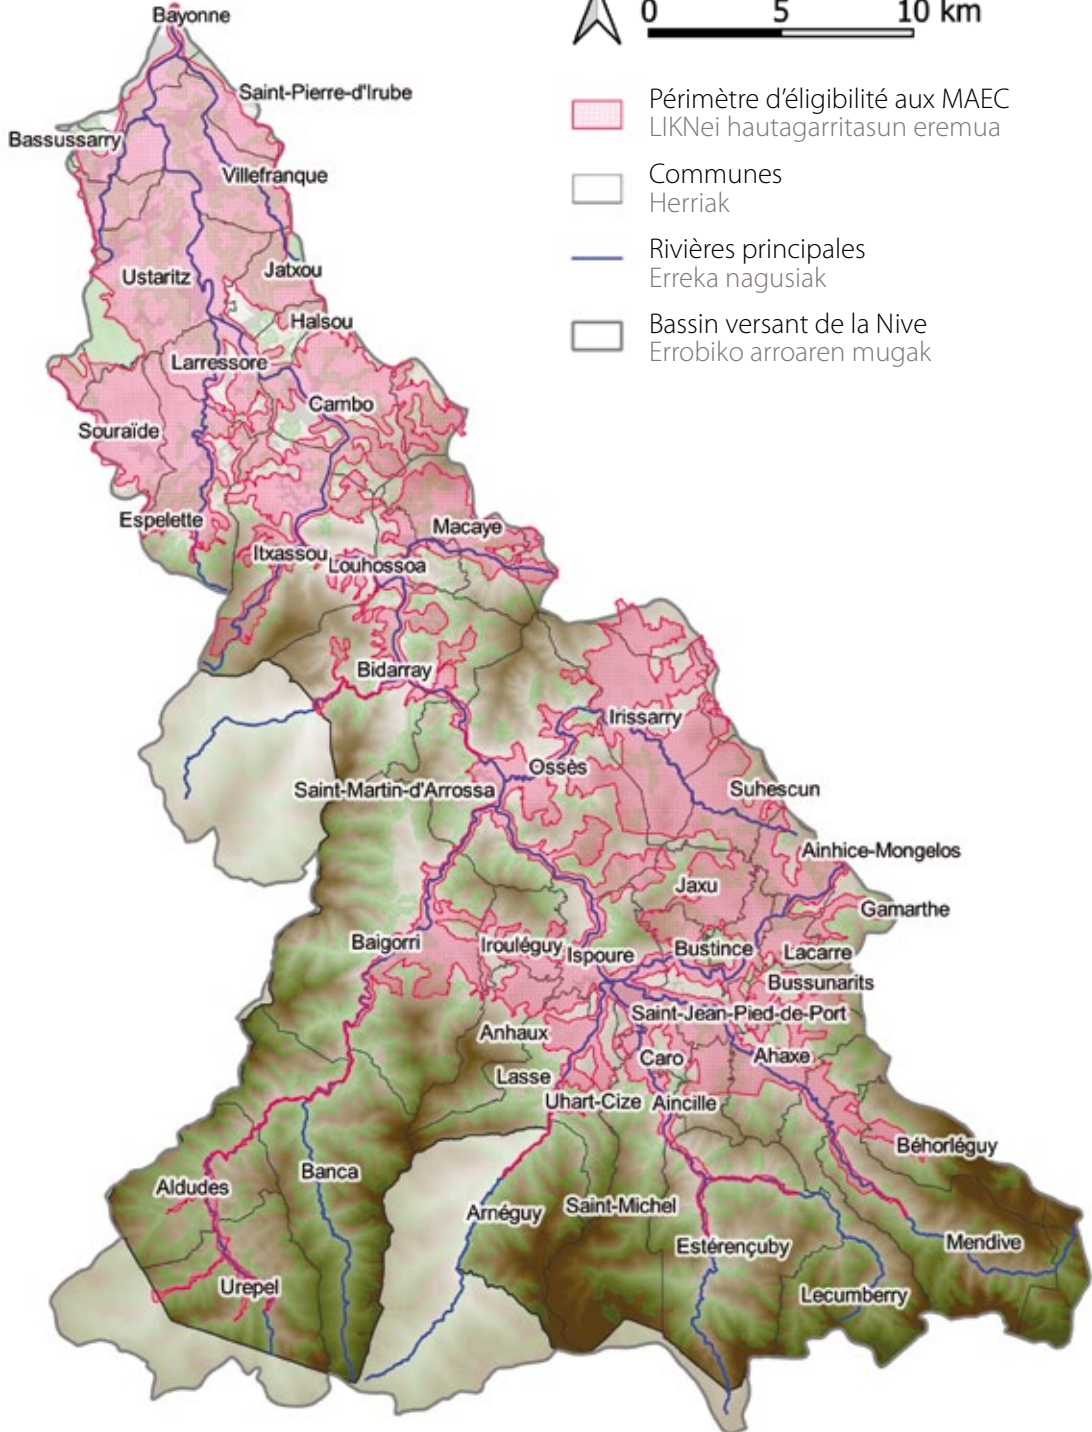 0 5 10 km
Périmètre d'éligibilité aux MAEC
LIKNei hautagarritasun eremua
Communes
Herriak
Rivières principales
Erreka nagusiak
Bassin versant de la Nive
Errobiko arroaren mugak
Bayonne
Saint-Pierre-d'Irube
Bassussarry
Villefranque
Ustaritz
Jatxou
Halsou
Larressore
Cambo
Souraïde
Espelette
Macaye
Itxassou
Louhossoa
Bidarray
Irissarry
Ossès
Saint-Martin-d'Arrossa
Suhescun
Ainhice-Mongelos
Jaxu
Gamarthe
Baigorri
Irouléguy
Ispoure
Bustince
Lacarre
Bussunarits
Saint-Jean-Pied-de-Port
Anhaux
Caro
Ahaxe
Lasse
Uhart-Cize
Aincille
Béhorléguy
Banca
Aldudes
Arnéguy
Saint-Michel
Estérençuby
Mendive
Urepel
Lecumberry